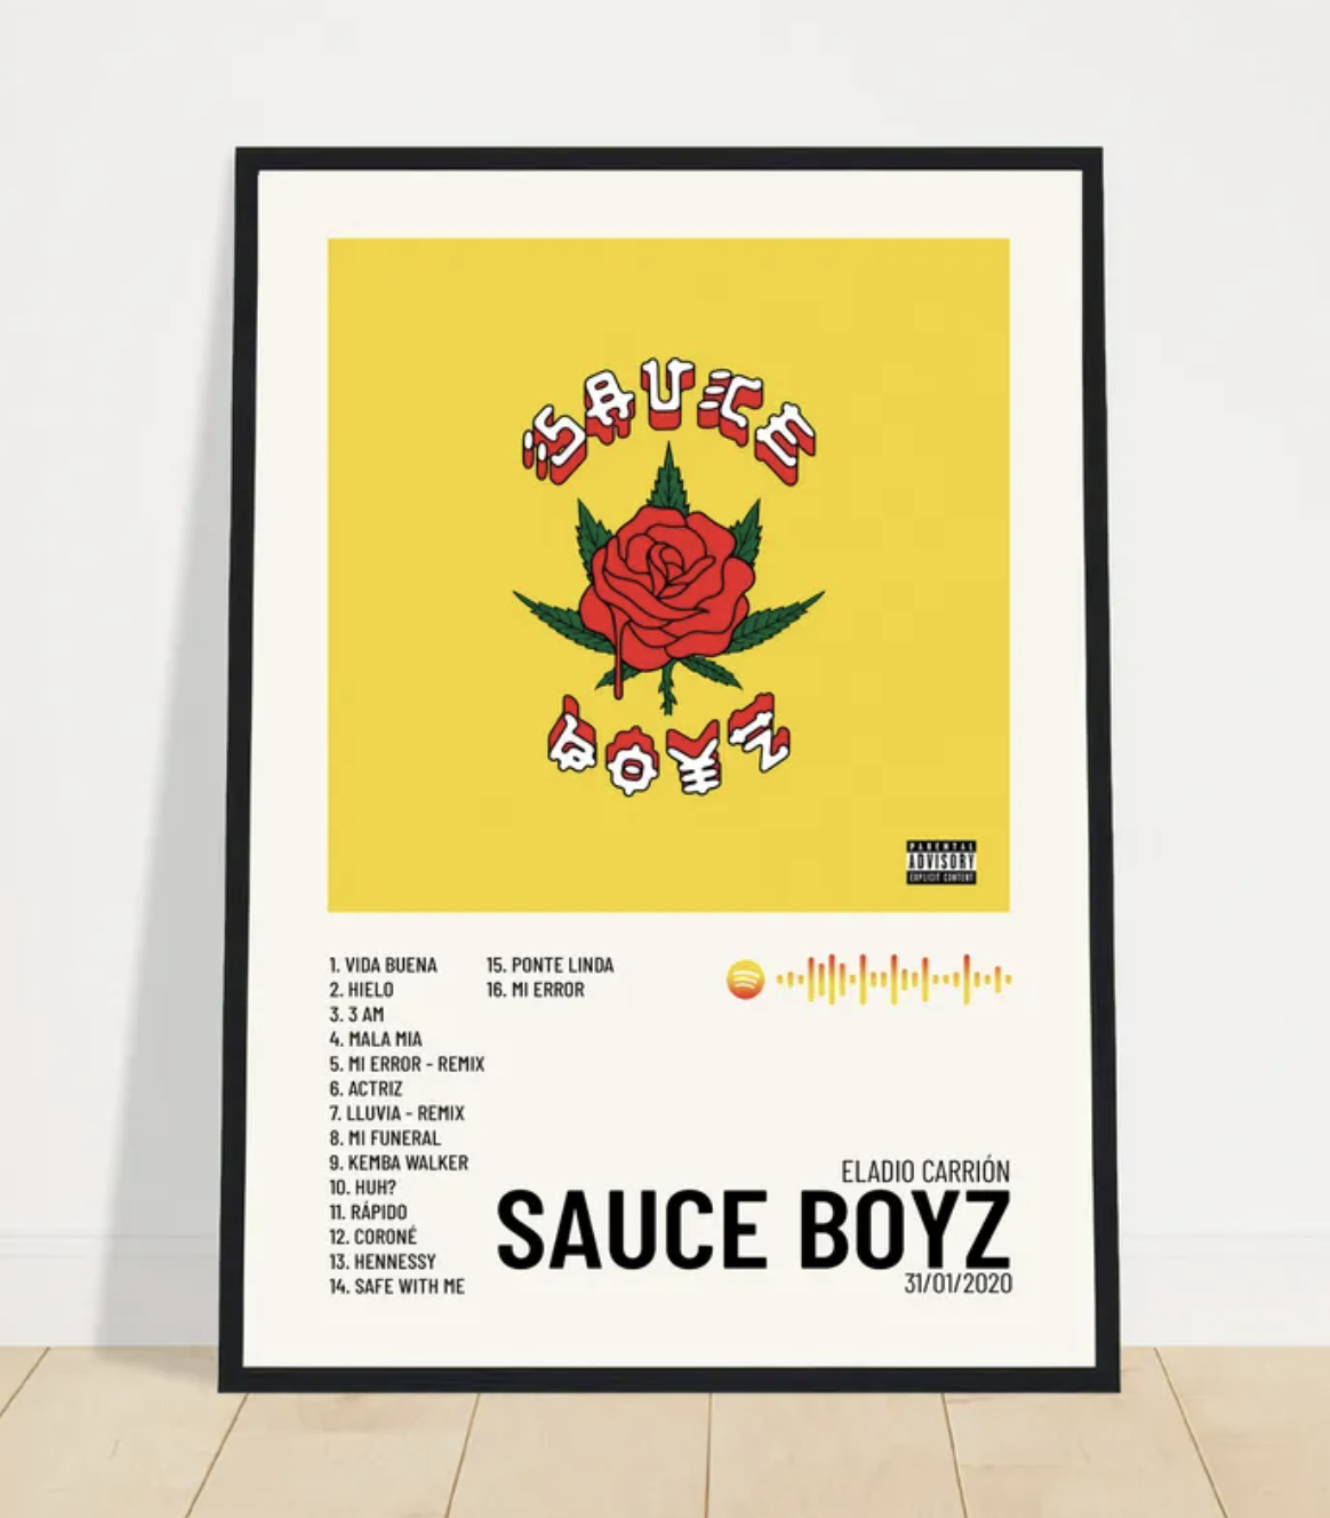 SAUCE
BOYZ
PARENTAL
ADVISORY
EXPLICIT CONTENT
1. VIDA BUENA
2. HIELO
3. 3 AM
4. MALA MIA
5. MI ERROR - REMIX
6. ACTRIZ
7. LLUVIA - REMIX
8. MI FUNERAL
9. KEMBA WALKER
10. HUH?
11. RÁPIDO
12. CORONÉ
13. HENNESSY
14. SAFE WITH ME
15. PONTE LINDA
16. MI ERROR
ELADIO CARRIÓN
SAUCE BOYZ
31/01/2020